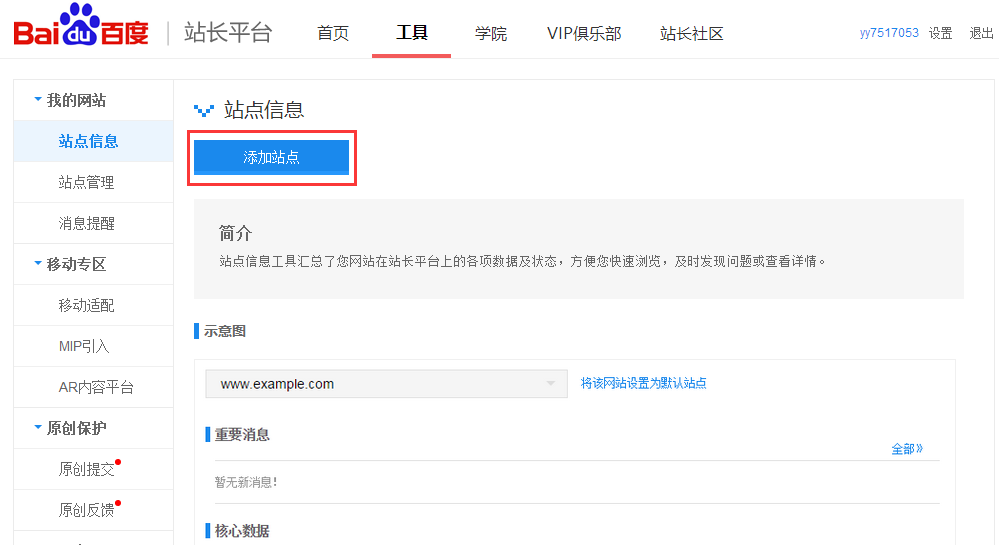 Bai du 百度 站长平台 首页 工具 学院 VIP俱乐部 站长社区 yy7517053 设置 退出
我的网站
站点信息
站点管理
消息提醒
移动专区
移动适配
MIP引入
AR内容平台
原创保护
原创提交
原创反馈
站点信息
添加站点
简介
站点信息工具汇总了您网站在站长平台上的各项数据及状态，方便您快速浏览，及时发现问题或查看详情。
示意图
www.example.com 将该网站设置为默认站点
重要消息
全部》
暂无新消息！
核心数据